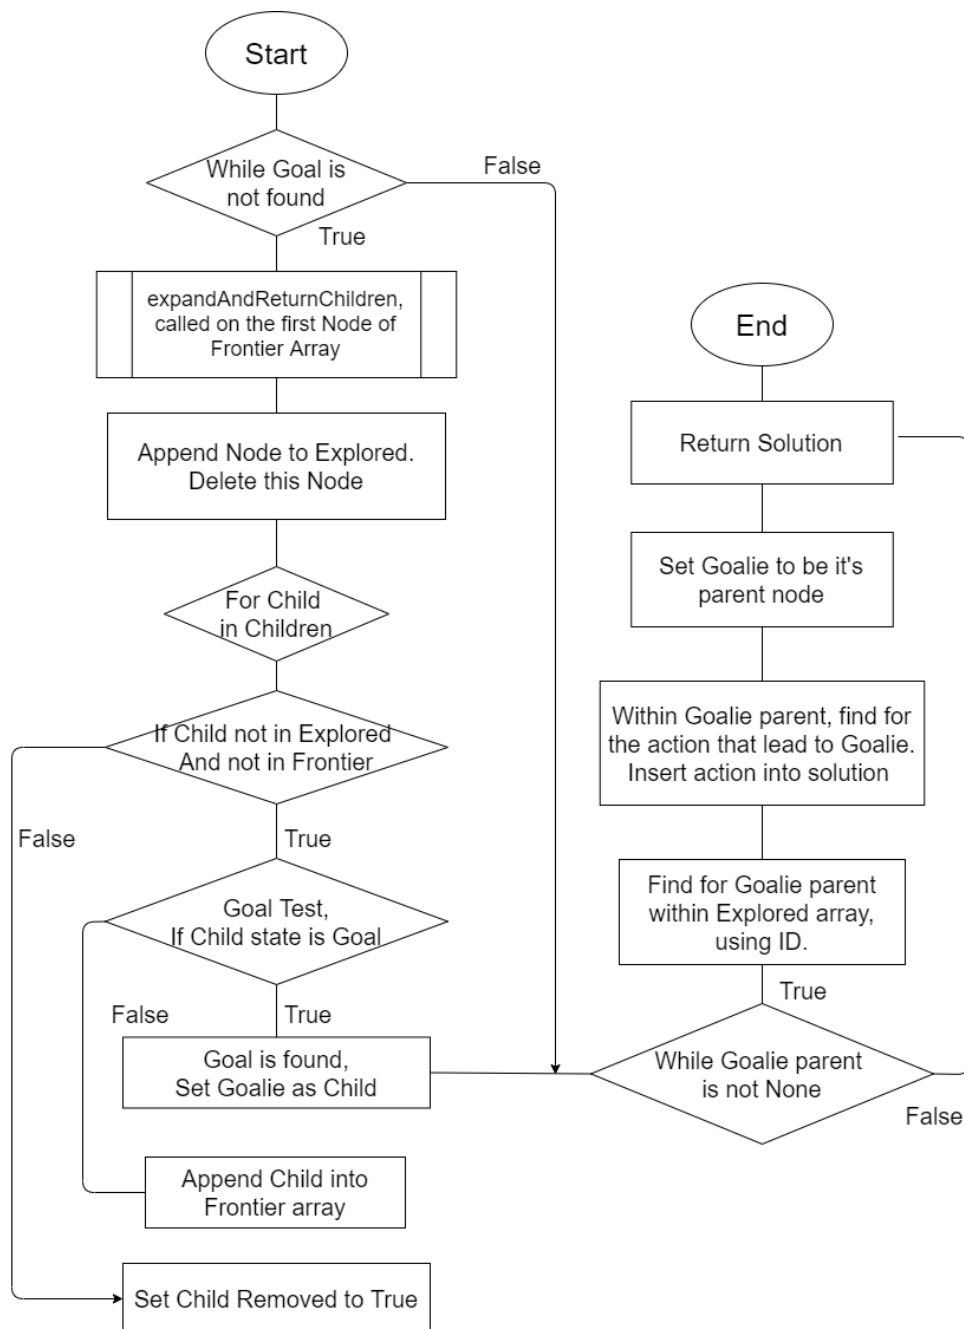 Start
While Goal is
not found
False
True
expandAndReturnChildren,
called on the first Node of
Frontier Array
Append Node to Explored.
Delete this Node
For Child
in Children
If Child not in Explored
And not in Frontier
False
True
Goal Test,
If Child state is Goal
False
True
Goal is found,
Set Goalie as Child
Append Child into
Frontier array
Set Child Removed to True
End
Return Solution
Set Goalie to be it's
parent node
Within Goalie parent, find for
the action that lead to Goalie.
Insert action into solution
Find for Goalie parent
within Explored array,
using ID.
True
While Goalie parent
is not None
False